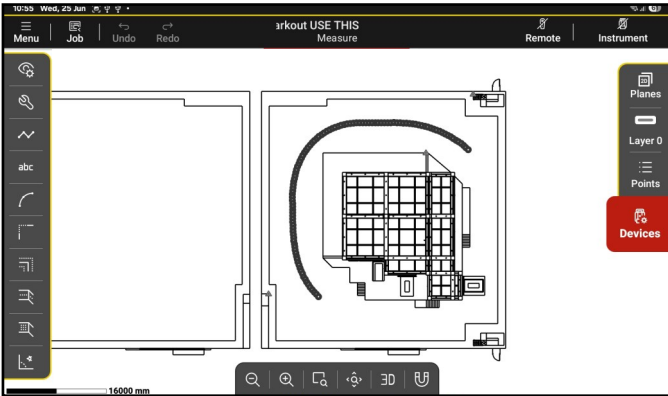 10:55 Wed, 25 Jun
Menu
Job
Undo
Redo
arkout USE THIS
Measure
Remote
Instrument
abc
2D
Planes
Layer 0
Points
Devices
3D
16000 mm